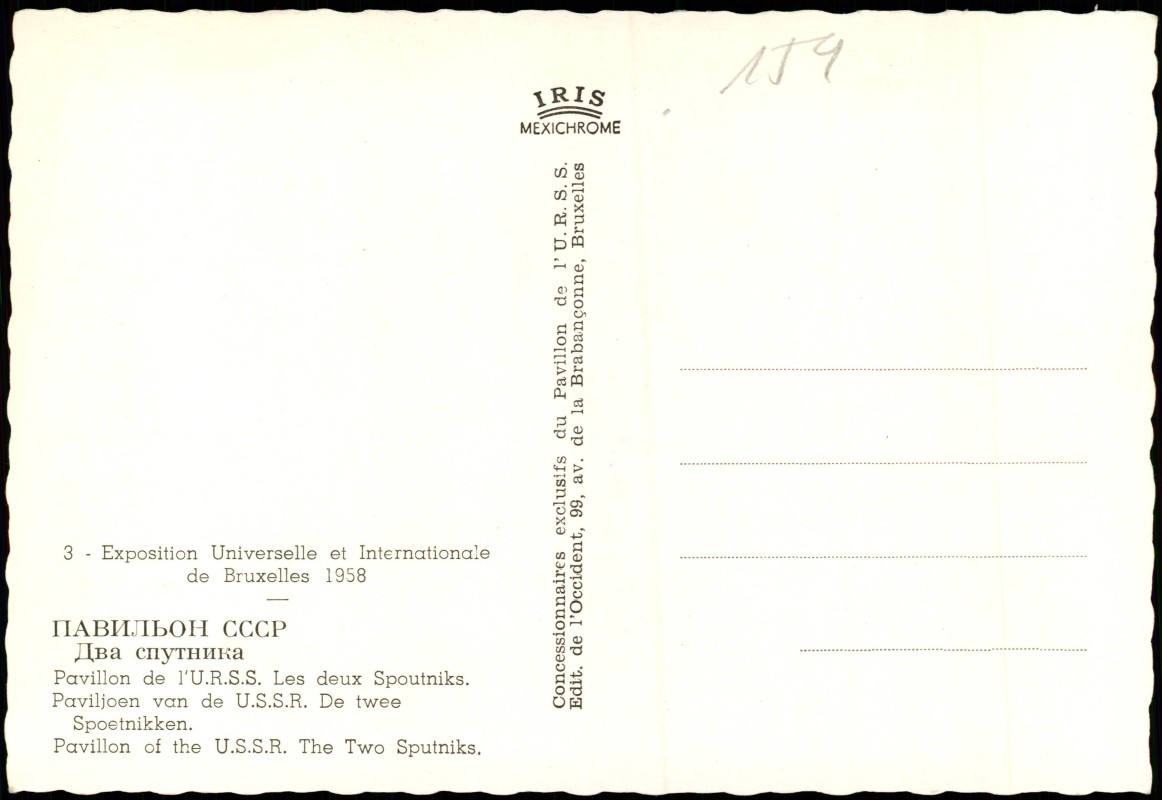 154
IRIS
MEXICHROME
Concessionnaires exclusifs du Pavillon de l'U.R.S.S.
Edit. de l'Occident, 99, av. de la Brabançonne, Bruxelles
3 - Exposition Universelle et Internationale
de Bruxelles 1958
ПАВИЛЬОН СССР
Два спутника
Pavillon de l'U.R.S.S. Les deux Spoutniks.
Paviljoen van de U.S.S.R. De twee
Spoetnikken.
Pavillon of the U.S.S.R. The Two Sputniks.